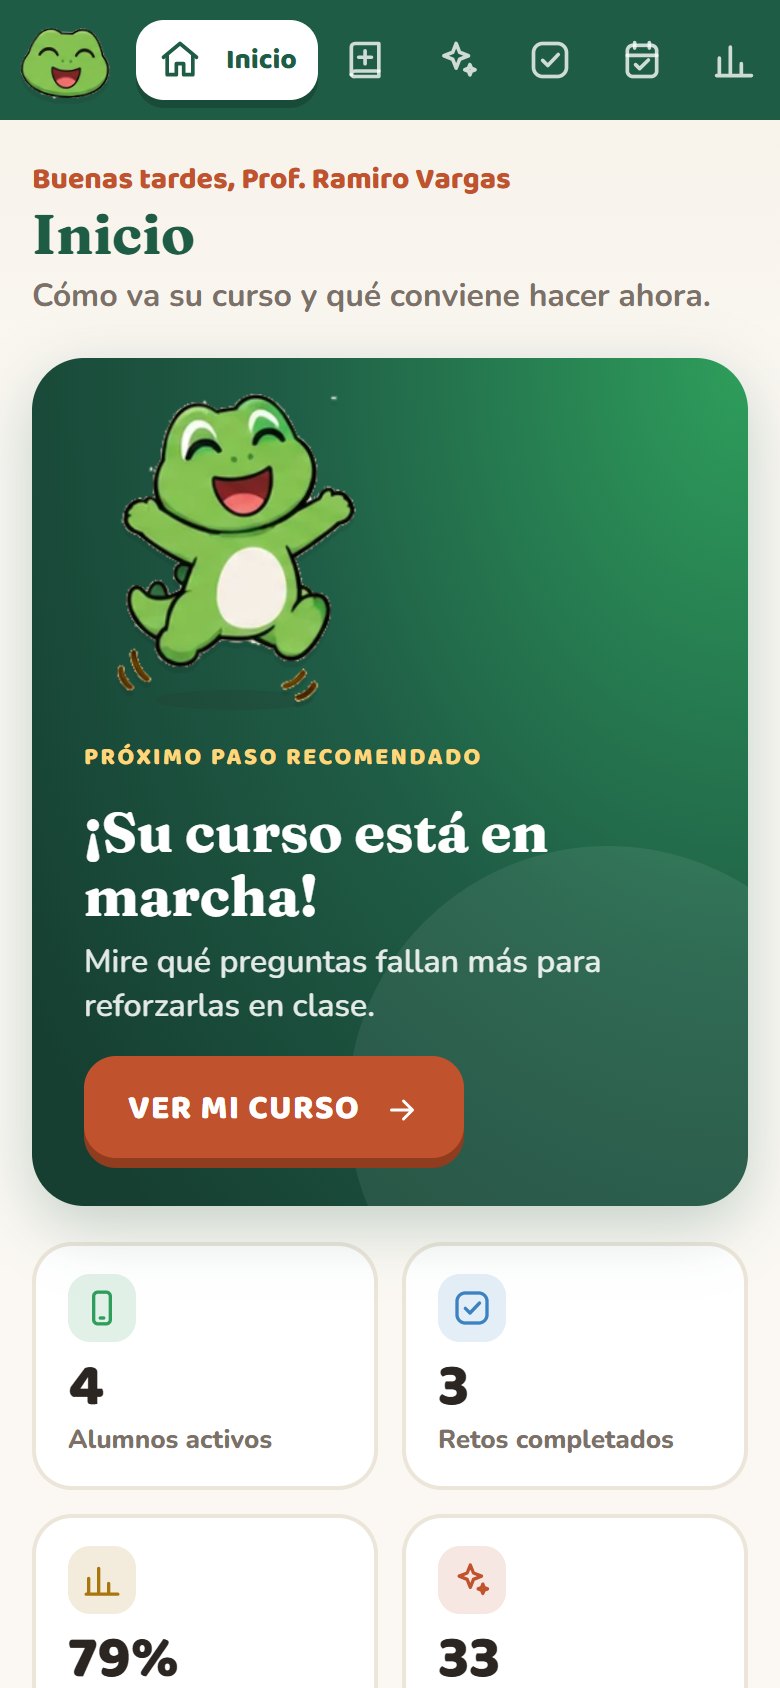 Inicio
Buenas tardes, Prof. Ramiro Vargas
Inicio
Cómo va su curso y qué conviene hacer ahora.
PRÓXIMO PASO RECOMENDADO
¡Su curso está en
marcha!
Mire qué preguntas fallan más para
reforzarlas en clase.
VER MI CURSO
4
Alumnos activos
3
Retos completados
79%
33